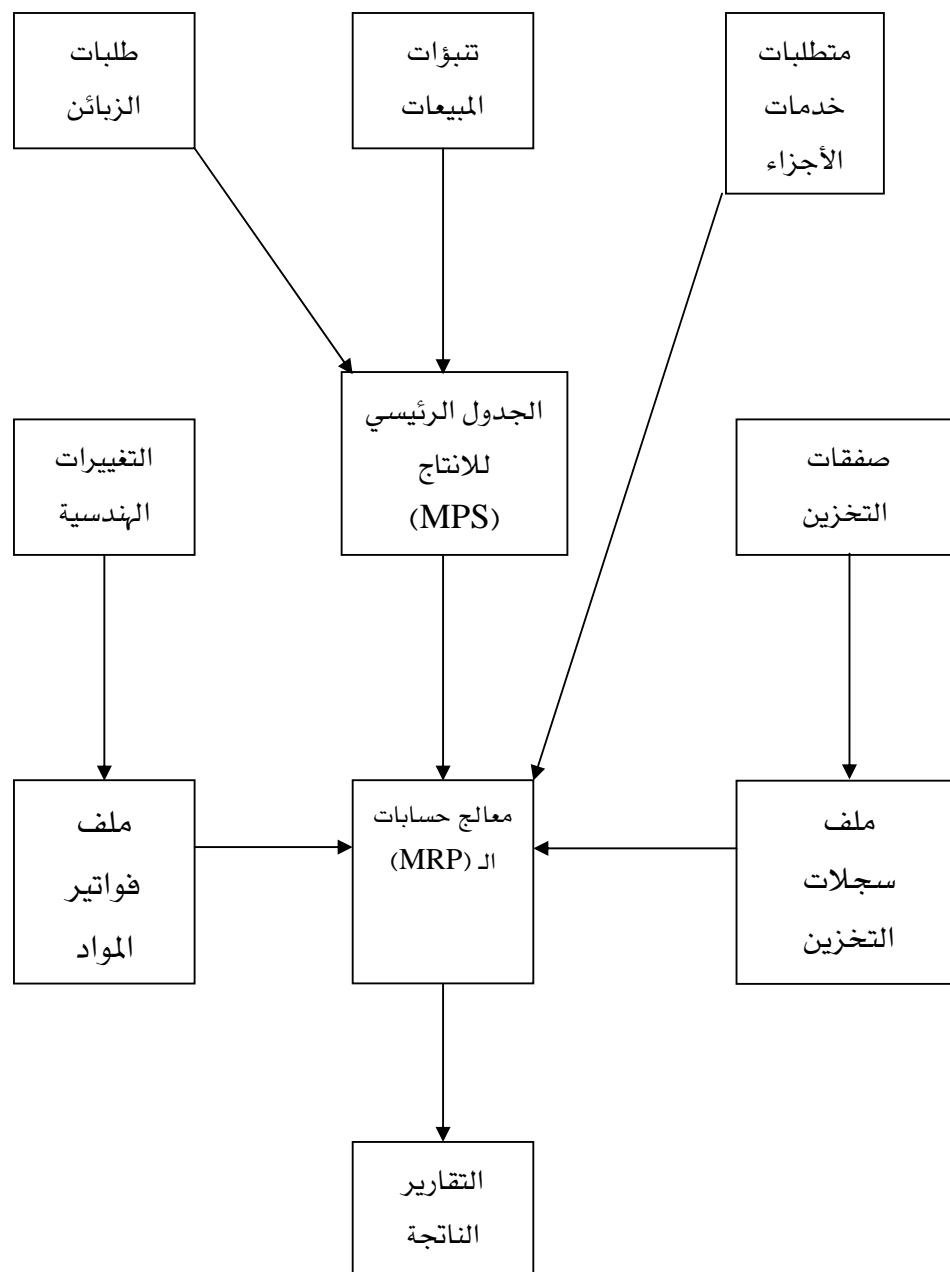 طلبات
الزبائن
تنبؤات
المبيعات
متطلبات
خدمات
الأجزاء
الجدول الرئيسي
للانتاج
(MPS)
التغييرات
الهندسية
صفقات
التخزين
ملف
فواتير
المواد
معالج حسابات
الـ (MRP)
ملف
سجلات
التخزين
التقارير
الناتجة